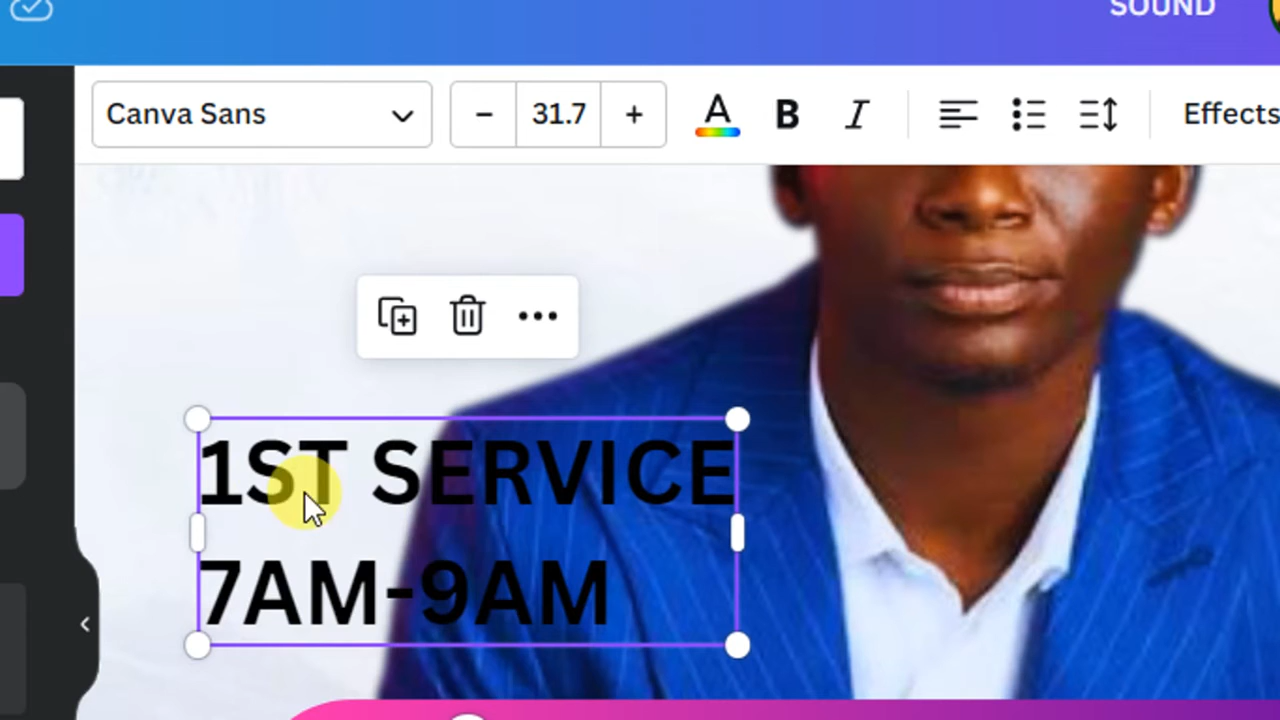 SOUND
Canva Sans
- 31.7 +
A B I
Effects
1ST SERVICE
7AM-9AM